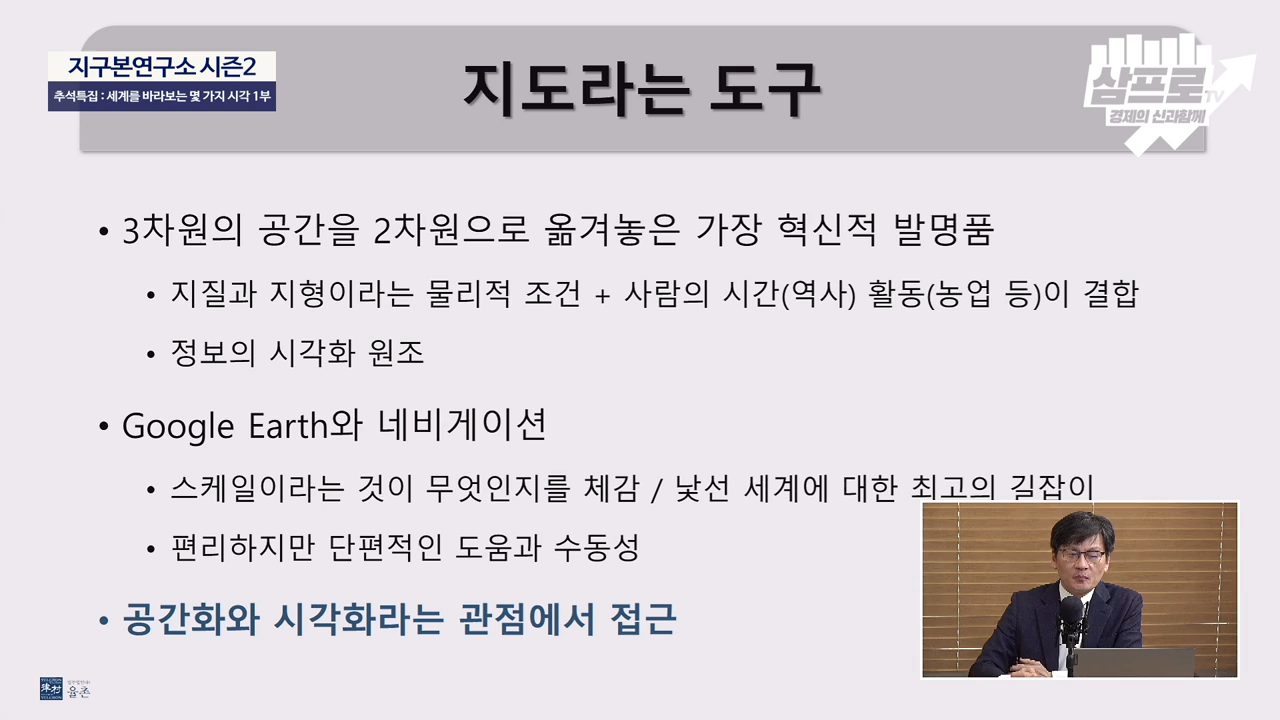 지구본연구소 시즌2
추석특집 : 세계를 바라보는 몇 가지 시각 1부
지도라는 도구
삼프로TV
경제의 신과함께
• 3차원의 공간을 2차원으로 옮겨놓은 가장 혁신적 발명품
• 지질과 지형이라는 물리적 조건 + 사람의 시간(역사) 활동(농업 등)이 결합
• 정보의 시각화 원조
• Google Earth와 네비게이션
• 스케일이라는 것이 무엇인지를 체감 / 낯선 세계에 대한 최고의 길잡이
• 편리하지만 단편적인 도움과 수동성
• 공간화와 시각화라는 관점에서 접근
율촌